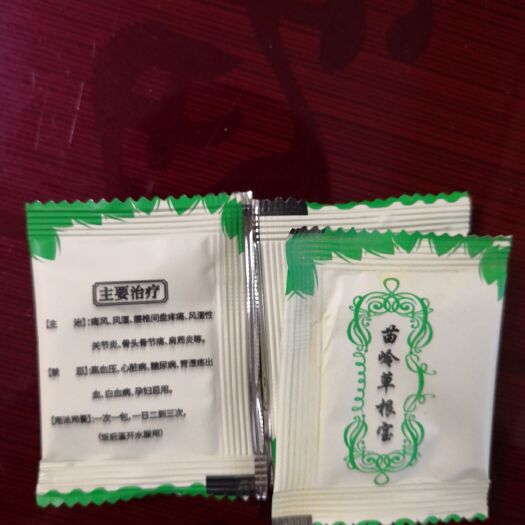 主要治疗
【主　治】：痛风、风湿、腰椎间盘疼痛、风湿性
关节炎、骨头骨节痛、肩周炎等。
【禁　忌】：高血压、心脏病、糖尿病、胃溃疡出
血、白血病、孕妇忌用。
【用法用量】：一次一包，一日二到三次，
（饭后温开水服用）
苗岭草根宝